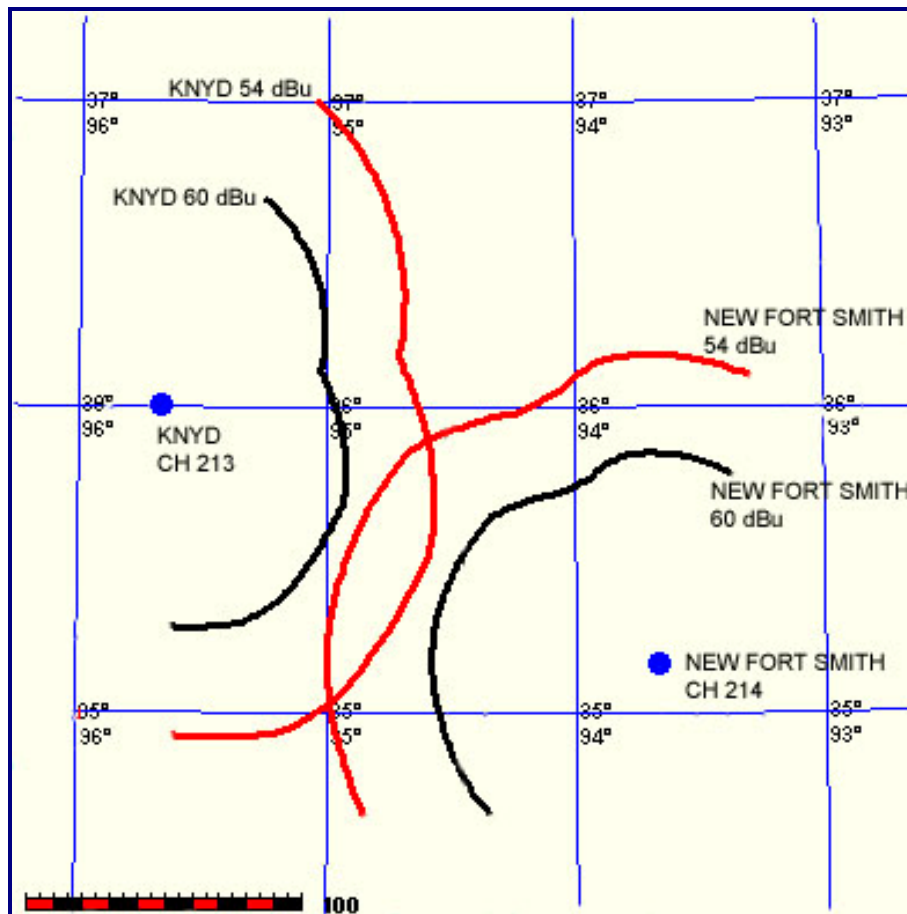 KNYD 54 dBu
37°
96°
37°
95°
37°
94°
37°
93°
KNYD 60 dBu
NEW FORT SMITH
54 dBu
36°
96°
36°
95°
36°
94°
36°
93°
KNYD
CH 213
NEW FORT SMITH
60 dBu
NEW FORT SMITH
CH 214
35°
96°
35°
95°
35°
94°
35°
93°
100